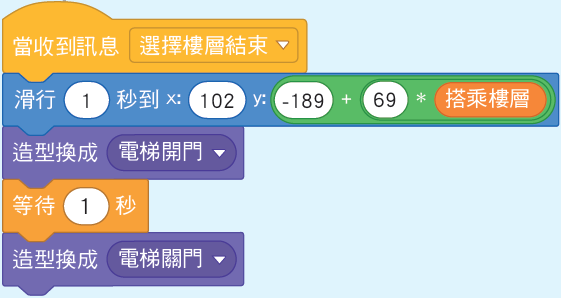 當收到訊息 選擇樓層結束
滑行 1 秒到 x: 102 y: -189 + 69 * 搭乘樓層
造型換成 電梯開門
等待 1 秒
造型換成 電梯關門